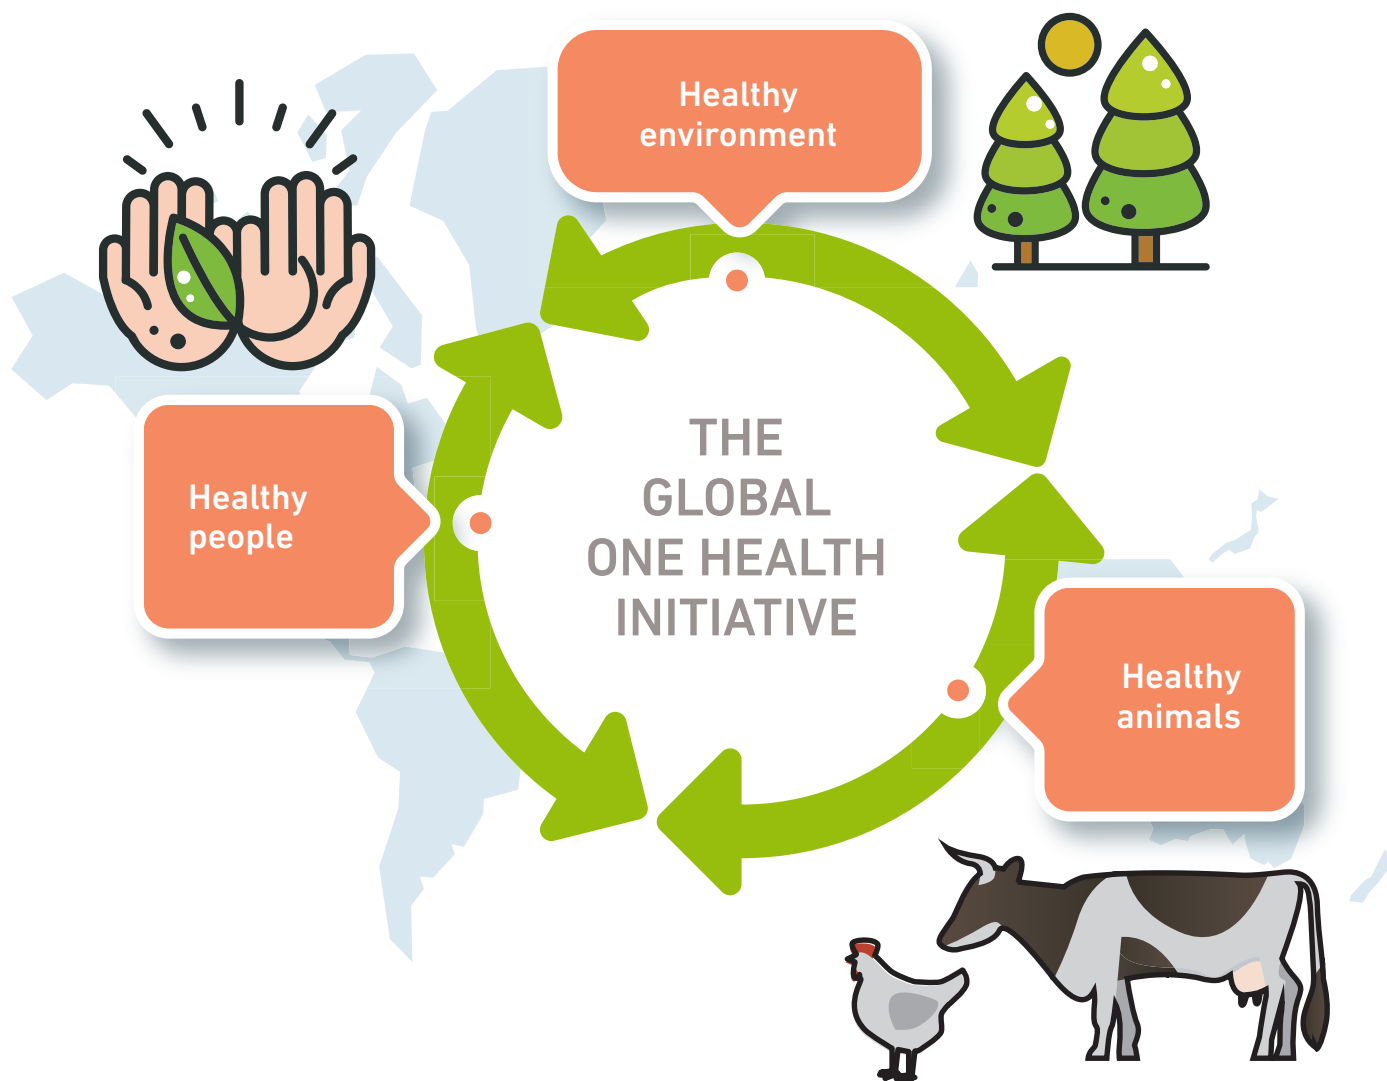 Healthy
environment
THE
GLOBAL
ONE HEALTH
INITIATIVE
Healthy
people
Healthy
animals